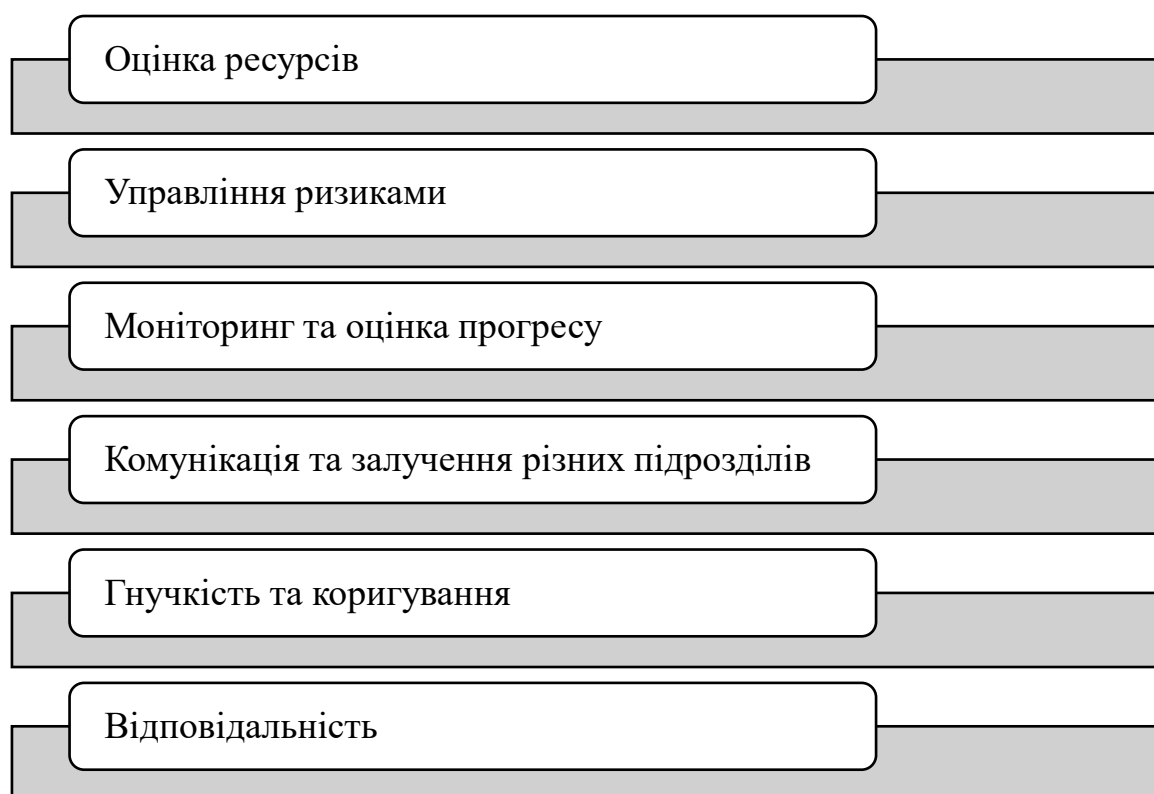 Оцінка ресурсів
Управління ризиками
Моніторинг та оцінка прогресу
Комунікація та залучення різних підрозділів
Гнучкість та коригування
Відповідальність